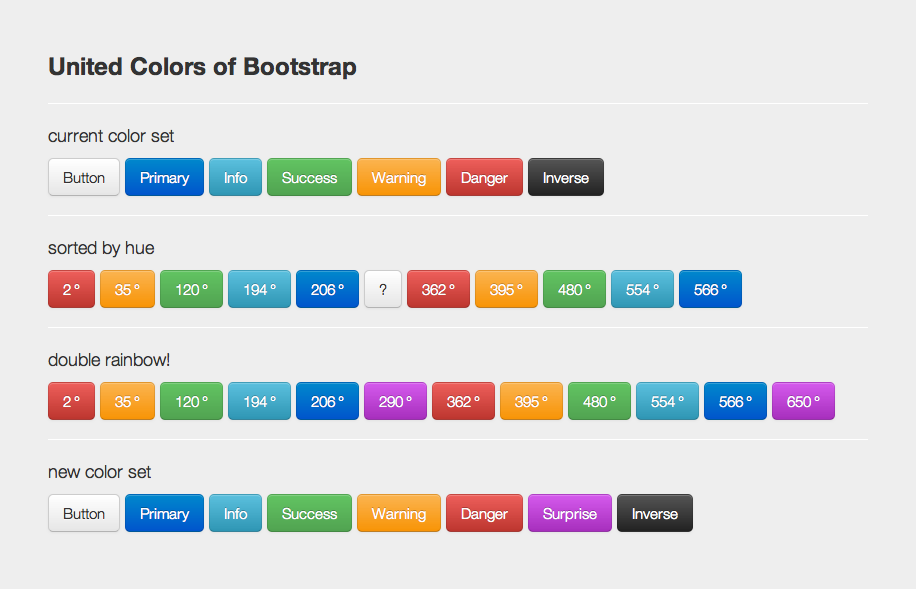 United Colors of Bootstrap
current color set
Button Primary Info Success Warning Danger Inverse
sorted by hue
2° 35° 120° 194° 206° ? 362° 395° 480° 554° 566°
double rainbow!
2° 35° 120° 194° 206° 290° 362° 395° 480° 554° 566° 650°
new color set
Button Primary Info Success Warning Danger Surprise Inverse